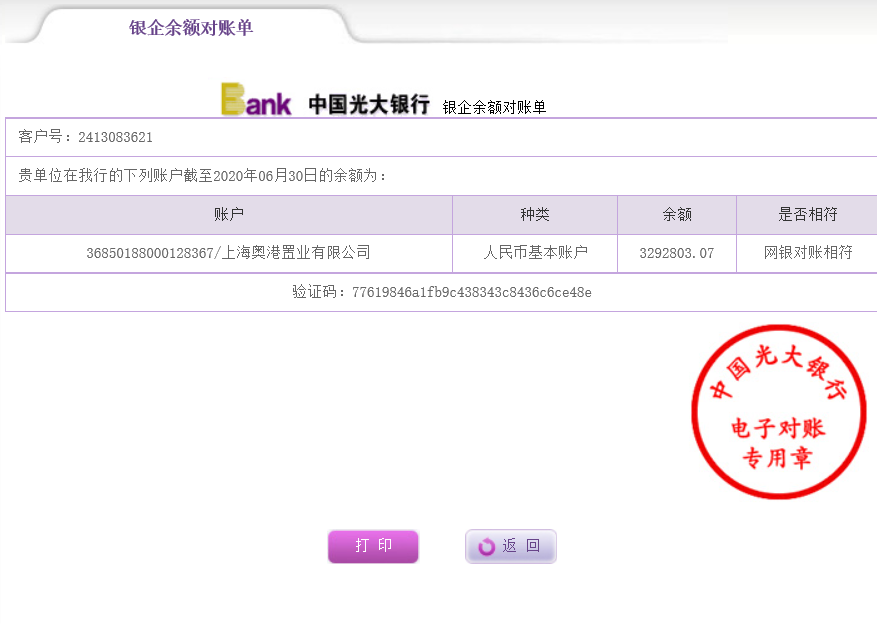 银企余额对账单
Bank 中国光大银行 银企余额对账单
客户号：2413083621
贵单位在我行的下列账户截至2020年06月30日的余额为：
账户 种类 余额 是否相符
36850188000128367/上海奥港置业有限公司 人民币基本账户 3292803.07 网银对账相符
验证码：77619846a1fb9c438343c8436c6ce48e
中国光大银行
电子对账
专用章
打 印 返 回